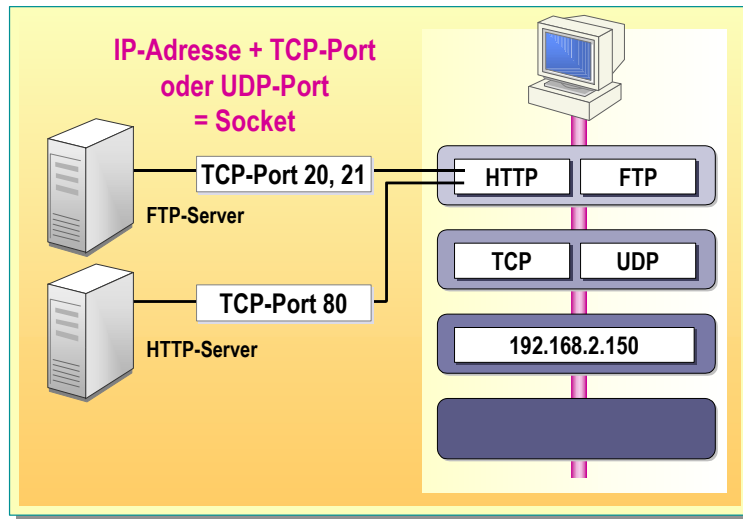 IP-Adresse + TCP-Port
oder UDP-Port
= Socket
TCP-Port 20, 21
FTP-Server
TCP-Port 80
HTTP-Server
HTTP
FTP
TCP
UDP
192.168.2.150